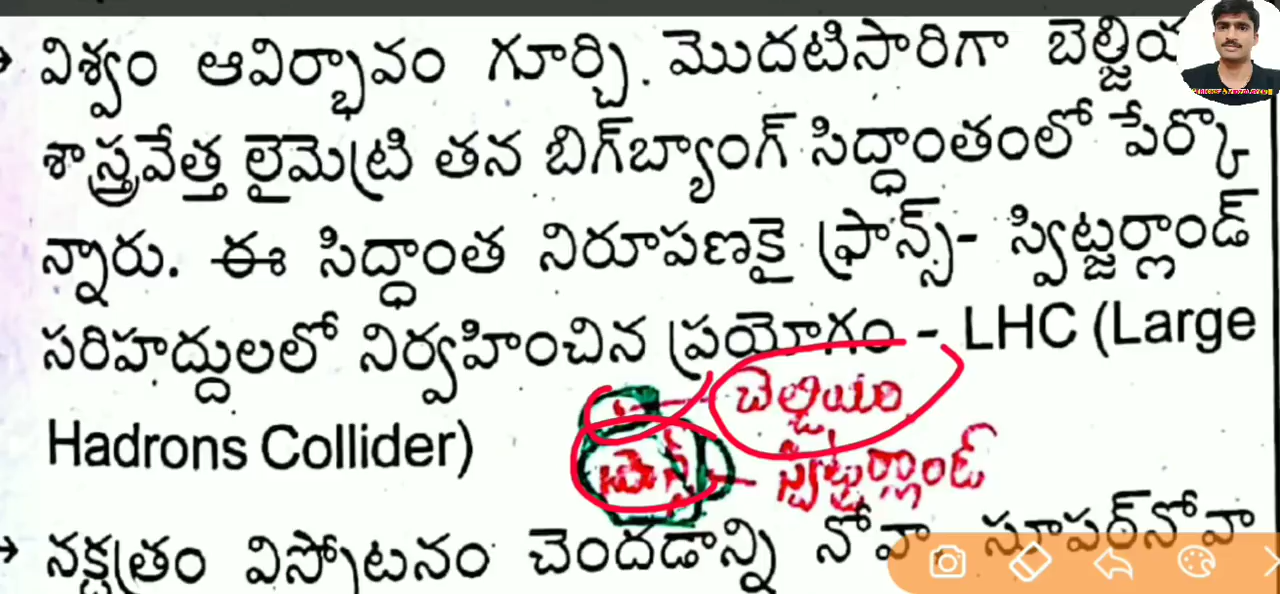 విశ్వం ఆవిర్భావం గూర్చి. మొదటిసారిగా
శాస్త్రవేత్త లైమెట్రి తన బిగ్‌బ్యాంగ్ సిద్ధాంతంలో పేర్కొ
న్నారు. ఈ సిద్ధాంత నిరూపణకై ఫ్రాన్స్- స్విట్జర్లాండ్
సరిహద్దులలో నిర్వహించిన ప్రయోగం - LHC (Large
బెల్జియం
Hadrons Collider)
స్విట్జర్లాండ్
నక్షత్రం విస్ఫోటనం చెందడాన్ని నోవా, సూపర్‌నోవా